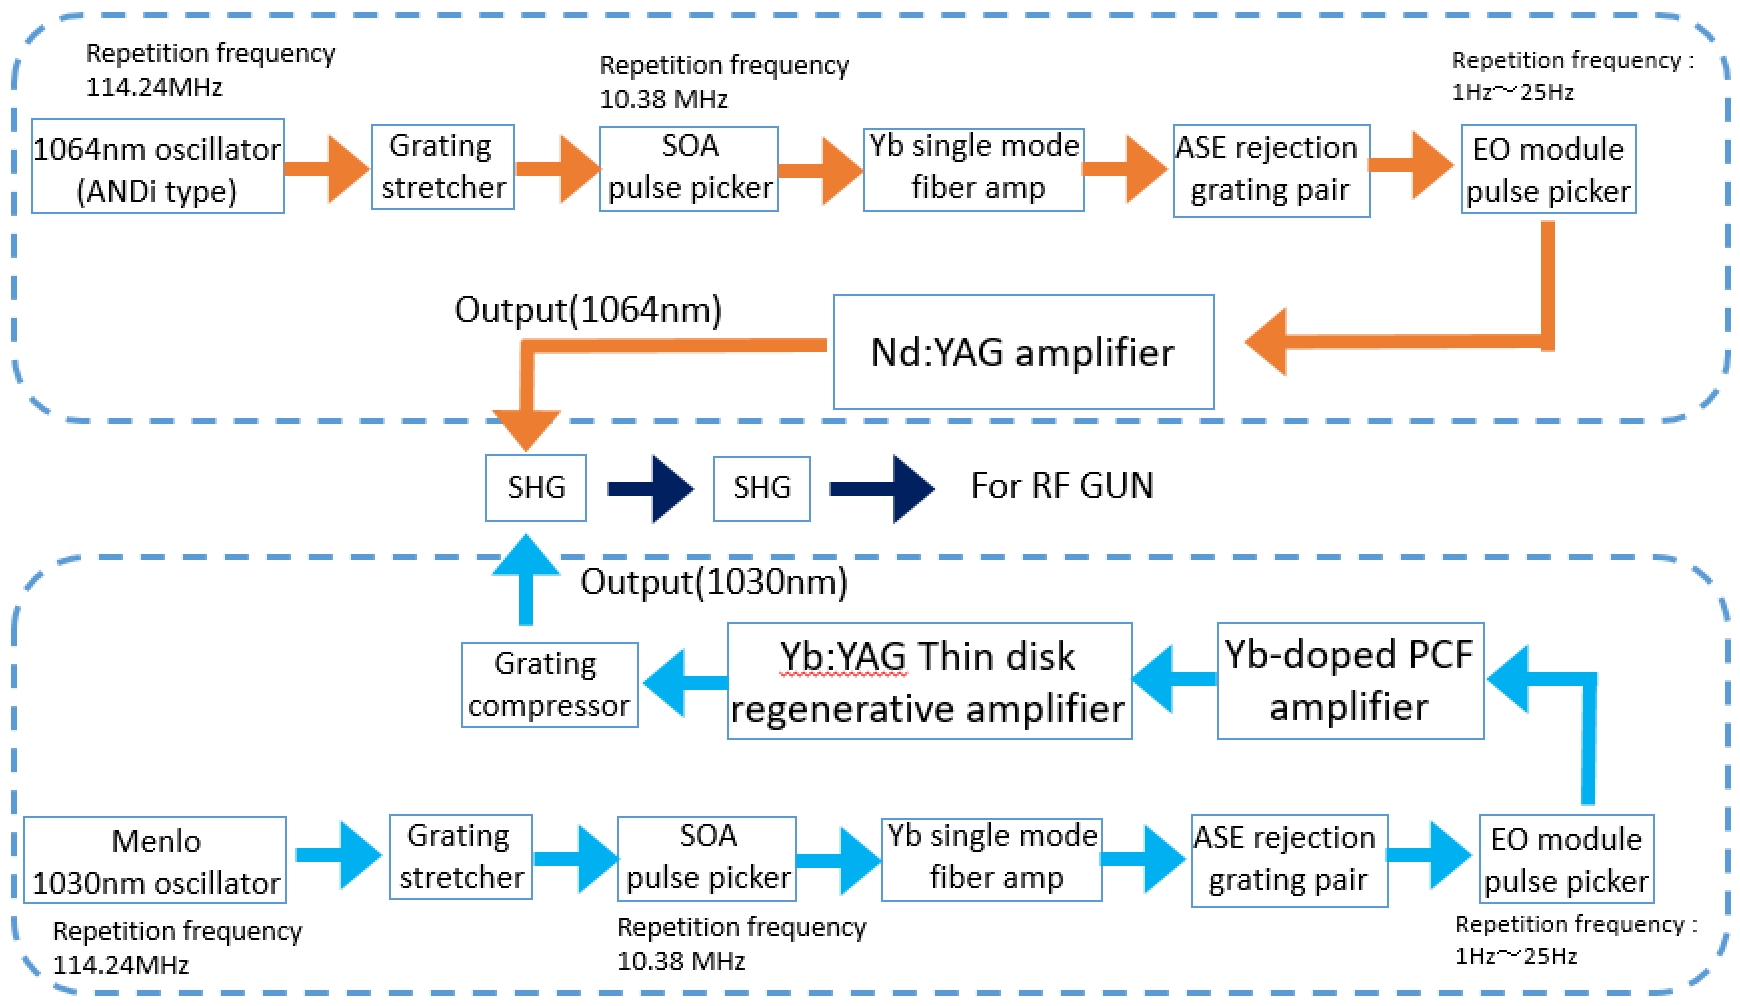 Repetition frequency
114.24MHz
Repetition frequency
10.38 MHz
Repetition frequency :
1Hz～25Hz
1064nm oscillator
(ANDi type)
Grating
stretcher
SOA
pulse picker
Yb single mode
fiber amp
ASE rejection
grating pair
EO module
pulse picker
Output(1064nm)
Nd:YAG amplifier
SHG
SHG
For RF GUN
Output(1030nm)
Grating
compressor
Yb:YAG Thin disk
regenerative amplifier
Yb-doped PCF
amplifier
Menlo
1030nm oscillator
Grating
stretcher
SOA
pulse picker
Yb single mode
fiber amp
ASE rejection
grating pair
EO module
pulse picker
Repetition frequency
114.24MHz
Repetition frequency
10.38 MHz
Repetition frequency :
1Hz～25Hz